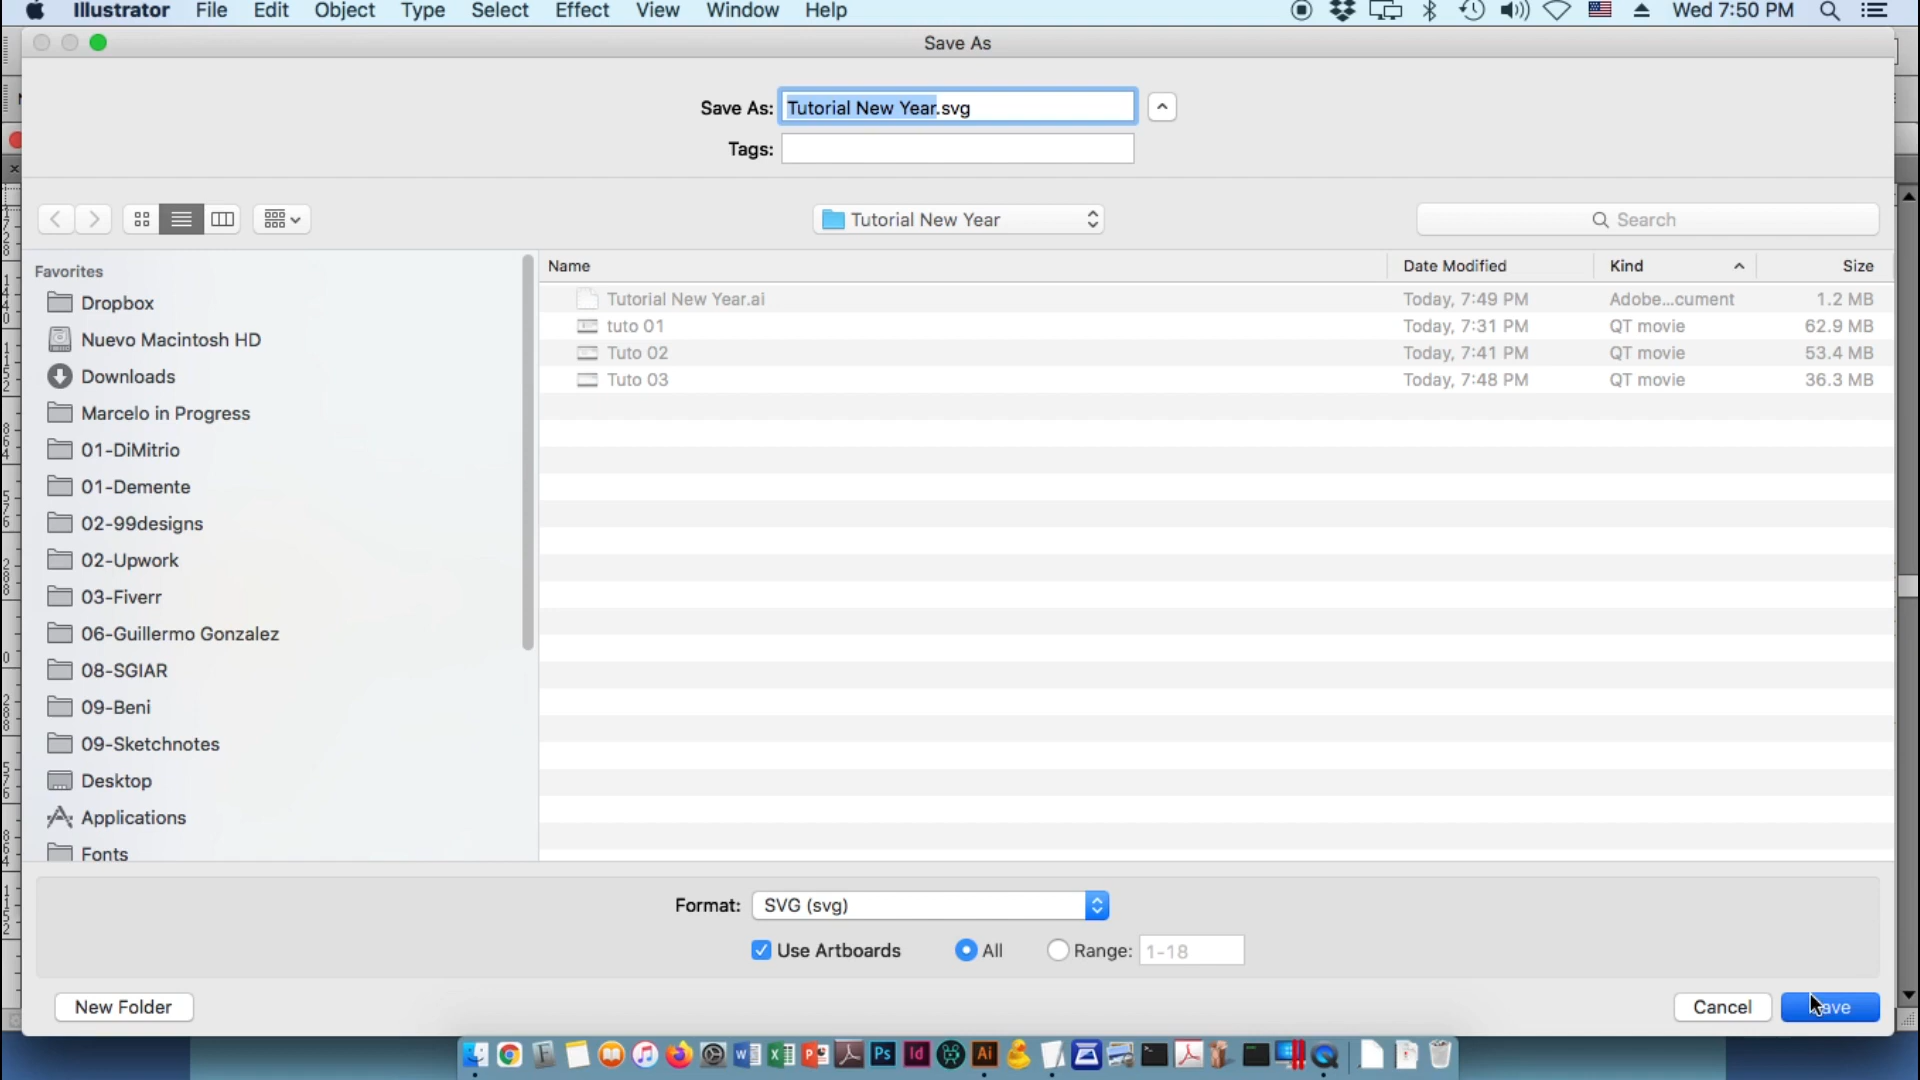 Illustrator File Edit Object Type Select Effect View Window Help Wed 7:50 PM
Save As
Save As: Tutorial New Year.svg
Tags:
Tutorial New Year
Search
Favorites
Dropbox
Nuevo Macintosh HD
Downloads
Marcelo in Progress
01-DiMitrio
01-Demente
02-99designs
02-Upwork
03-Fiverr
06-Guillermo Gonzalez
08-SGIAR
09-Beni
09-Sketchnotes
Desktop
Applications
Fonts
Name Date Modified Kind Size
Tutorial New Year.ai Today, 7:49 PM Adobe...cument 1.2 MB
tuto 01 Today, 7:31 PM QT movie 62.9 MB
Tuto 02 Today, 7:41 PM QT movie 53.4 MB
Tuto 03 Today, 7:48 PM QT movie 36.3 MB
Format: SVG (svg)
Use Artboards All Range: 1-18
New Folder Cancel Save
Ps Id Ai